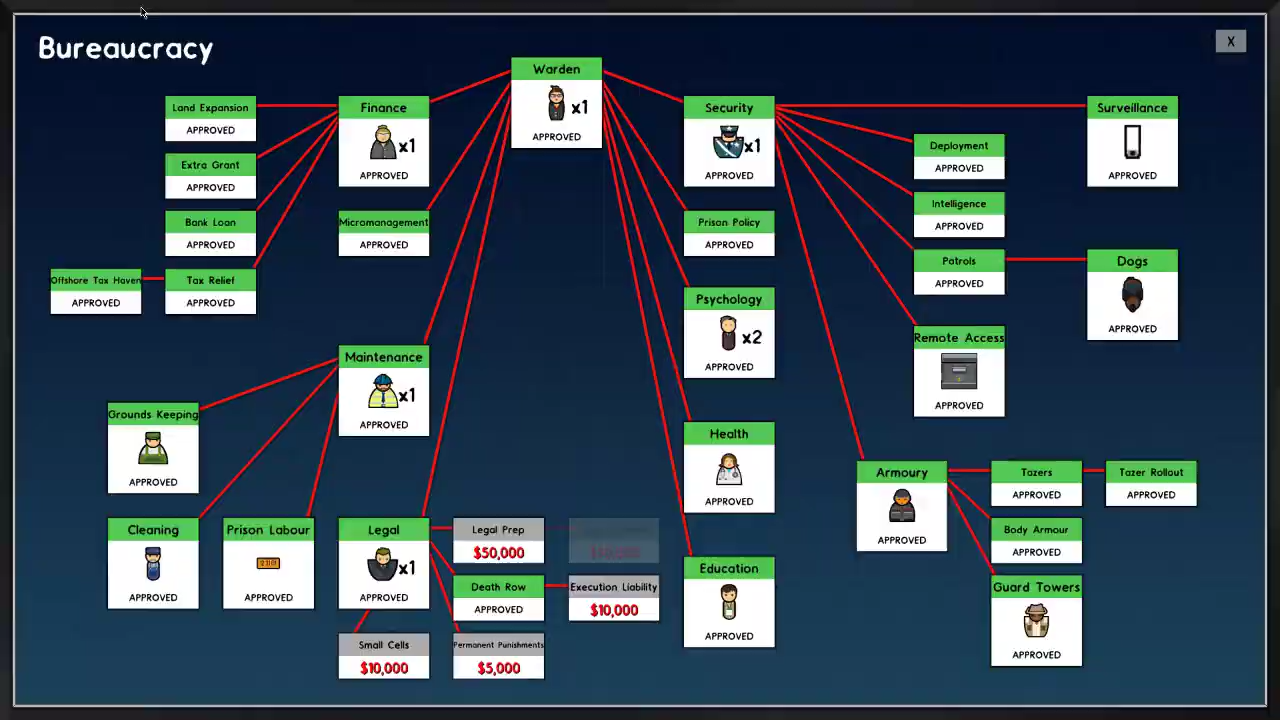 Bureaucracy
X
Warden
x1
APPROVED
Land Expansion
APPROVED
Finance
x1
APPROVED
Security
x1
APPROVED
Surveillance
APPROVED
Extra Grant
APPROVED
Deployment
APPROVED
Bank Loan
APPROVED
Micromanagement
APPROVED
Prison Policy
APPROVED
Intelligence
APPROVED
Offshore Tax Haven
APPROVED
Tax Relief
APPROVED
Patrols
APPROVED
Dogs
APPROVED
Psychology
x2
APPROVED
Remote Access
APPROVED
Maintenance
x1
APPROVED
Grounds Keeping
APPROVED
Health
APPROVED
Armoury
APPROVED
Tazers
APPROVED
Tazer Rollout
APPROVED
Cleaning
APPROVED
Prison Labour
APPROVED
Legal
x1
APPROVED
Legal Prep
$50,000
Body Armour
APPROVED
Death Row
APPROVED
Execution Liability
$10,000
Education
APPROVED
Guard Towers
APPROVED
Small Cells
$10,000
Permanent Punishments
$5,000